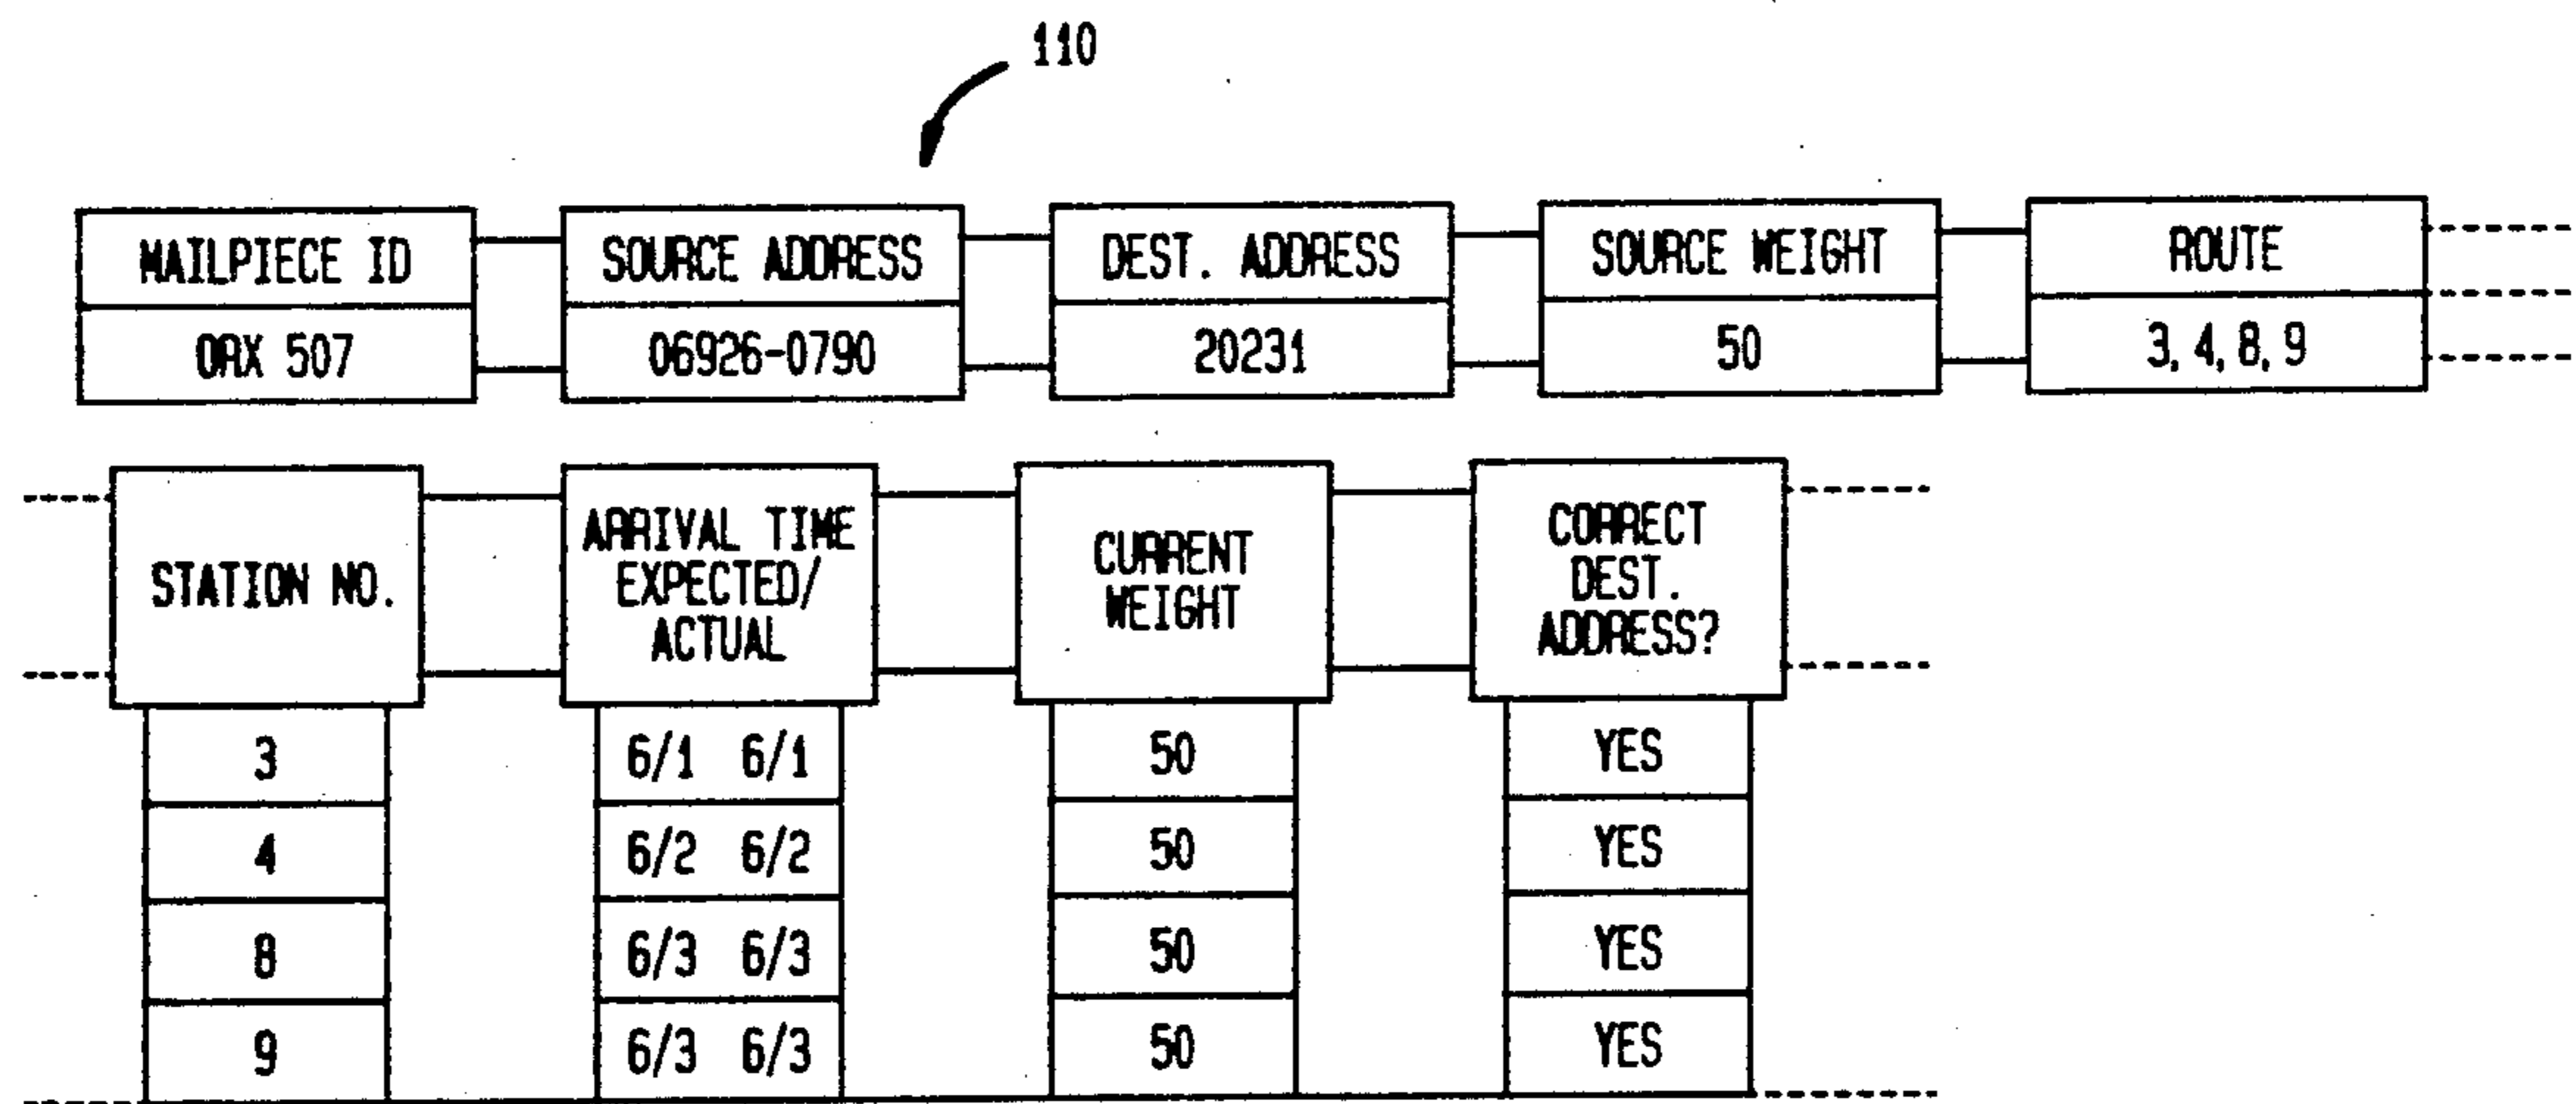 110
MAILPIECE ID SOURCE ADDRESS DEST. ADDRESS SOURCE WEIGHT ROUTE
ORX 507 06926-0790 20231 50 3, 4, 8, 9
STATION NO.
ARRIVAL TIME
EXPECTED/
ACTUAL
CURRENT
WEIGHT
CORRECT
DEST.
ADDRESS?
3 6/1 6/1 50 YES
4 6/2 6/2 50 YES
8 6/3 6/3 50 YES
9 6/3 6/3 50 YES